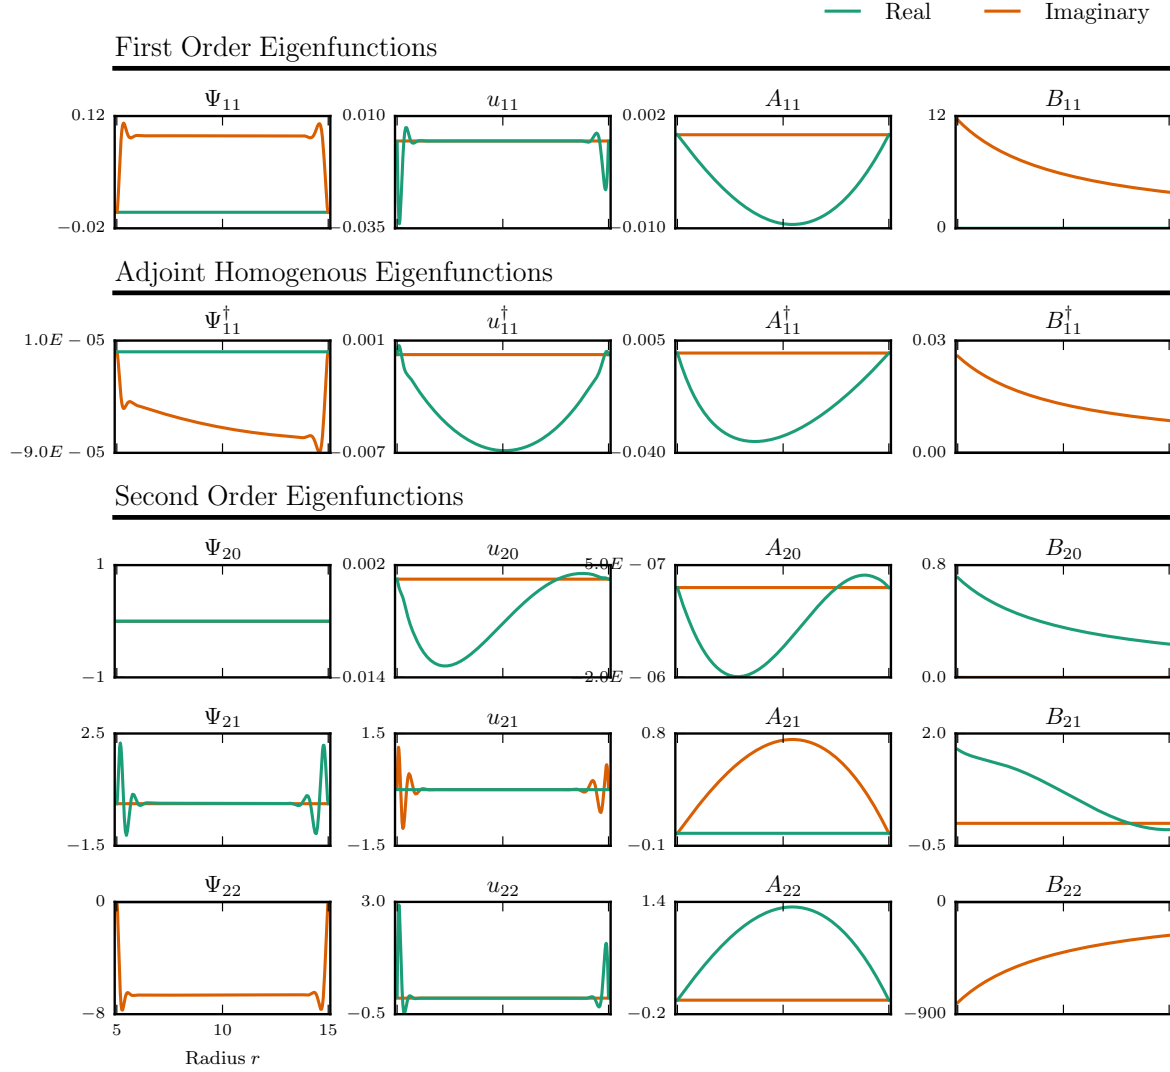 Real Imaginary
First Order Eigenfunctions
Ψ11 u11 A11 B11
0.12 0.010 0.002 12
−0.02 −0.035 −0.010 0
Adjoint Homogenous Eigenfunctions
Ψ†11 u†11 A†11 B†11
1.0E − 05 0.001 0.005 0.03
−9.0E − 05 −0.007 −0.040 0.00
Second Order Eigenfunctions
Ψ20 u20 A20 B20
1 0.002 5.0E − 07 0.8
−1 −0.014 2.0E − 06 0.0
Ψ21 u21 A21 B21
2.5 1.5 0.8 2.0
−1.5 −1.5 −0.1 −0.5
Ψ22 u22 A22 B22
0 3.0 1.4 0
−8 −0.5 −0.2 −900
5 10 15
Radius r